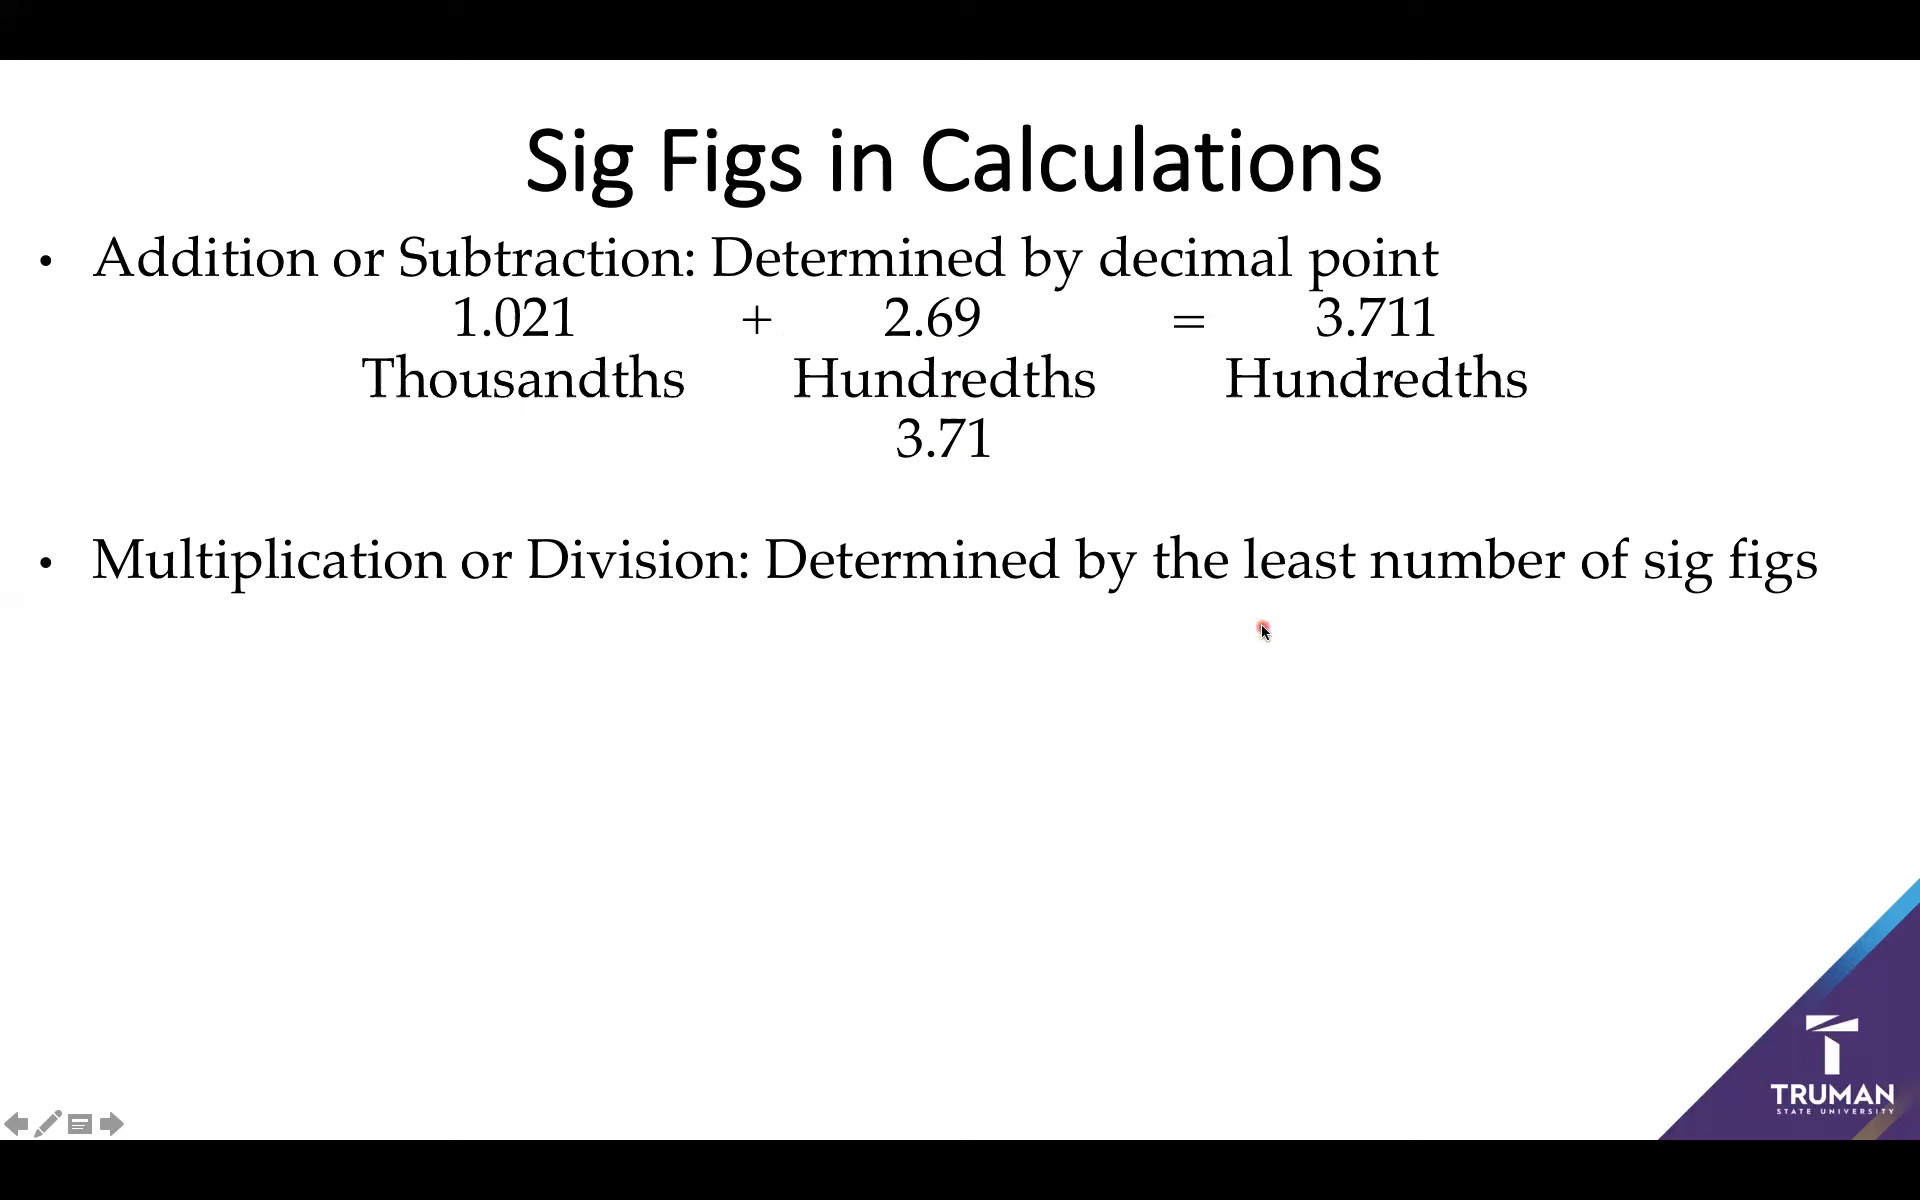 Sig Figs in Calculations
• Addition or Subtraction: Determined by decimal point
1.021 + 2.69 = 3.711
Thousandths Hundredths Hundredths
3.71
• Multiplication or Division: Determined by the least number of sig figs
TRUMAN
STATE UNIVERSITY